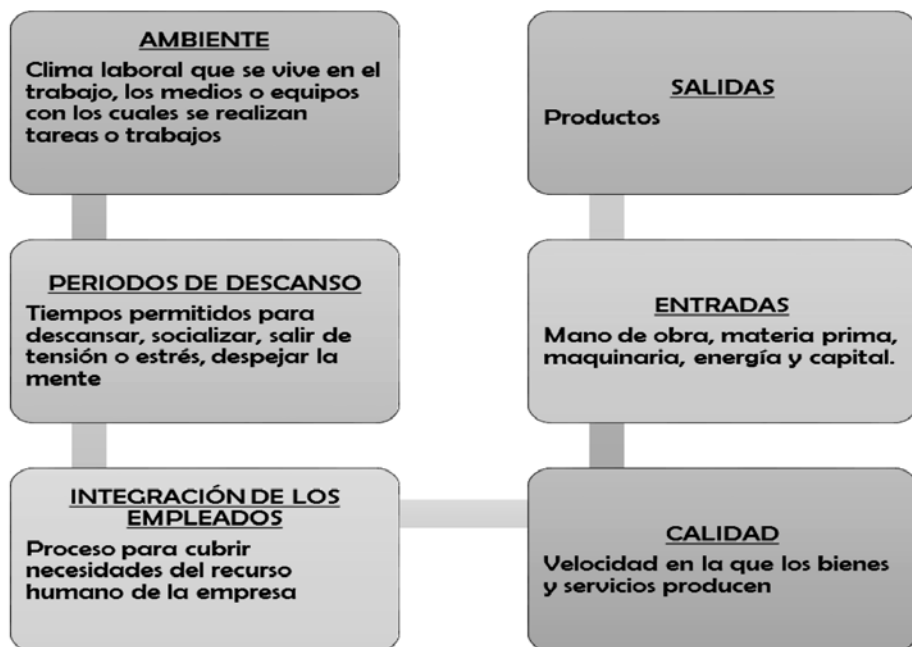 AMBIENTE
Clima laboral que se vive en el
trabajo, los medios o equipos
con los cuales se realizan
tareas o trabajos
PERIODOS DE DESCANSO
Tiempos permitidos para
descansar, socializar, salir de
tensión o estrés, despejar la
mente
INTEGRACIÓN DE LOS
EMPLEADOS
Proceso para cubrir
necesidades del recurso
humano de la empresa
CALIDAD
Velocidad en la que los bienes
y servicios producen
ENTRADAS
Mano de obra, materia prima,
maquinaria, energía y capital.
SALIDAS
Productos